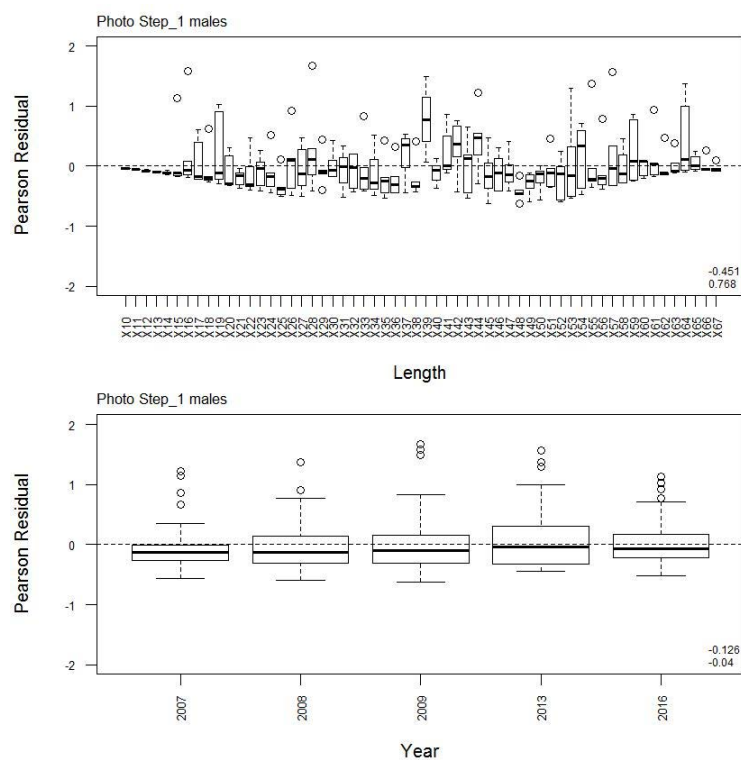 Photo Step_1 males
Pearson Residual
2
1
0
-1
-2
-0.451
0.768
X10 X11 X12 X13 X14 X15 X16 X17 X18 X19 X20 X21 X22 X23 X24 X25 X26 X27 X28 X29 X30 X31 X32 X33 X34 X35 X36 X37 X38 X39 X40 X41 X42 X43 X44 X45 X46 X47 X48 X49 X50 X51 X52 X53 X54 X55 X56 X57 X58 X59 X60 X61 X62 X63 X64 X65 X66 X67
Length
Photo Step_1 males
Pearson Residual
2
1
0
-1
-2
-0.126
-0.04
2007 2008 2009 2013 2016
Year